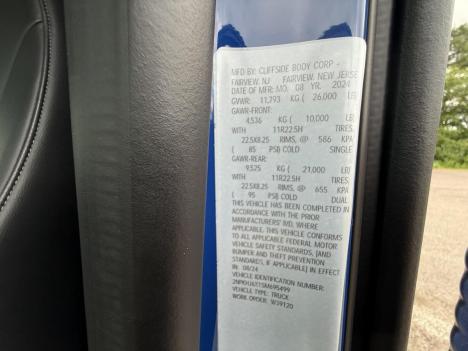 MFD BY: CLIFFSIDE BODY CORP -
FAIRVIEW, NJ FAIRVIEW, NEW JERSE
DATE OF MFR: MO. 08 YR. 2024
GVWR: 11,793 KG ( 26,000 LB)
GAWR-FRONT:
4,536 KG ( 10,000 LB)
WITH 11R22.5H TIRES,
22.5X8.25 RIMS, @ 586 KPA
( 85 PSI) COLD SINGLE
GAWR-REAR:
9,525 KG ( 21,000 LB)
WITH 11R22.5H TIRES,
22.5X8.25 RIMS, @ 655 KPA
( 95 PSI) COLD DUAL
THIS VEHICLE HAS BEEN COMPLETED IN
ACCORDANCE WITH THE PRIOR
MANUFACTURERS' IVD, WHERE
APPLICABLE. THIS VEHICLE CONFORMS
TO ALL APPLICABLE FEDERAL MOTOR
VEHICLE SAFETY STANDARDS, [AND
BUMPER AND THEFT PREVENTION
STANDARDS, IF APPLICABLE] IN EFFECT
IN: 08/24
VEHICLE TYPE: TRUCK
WORK ORDER: W39120